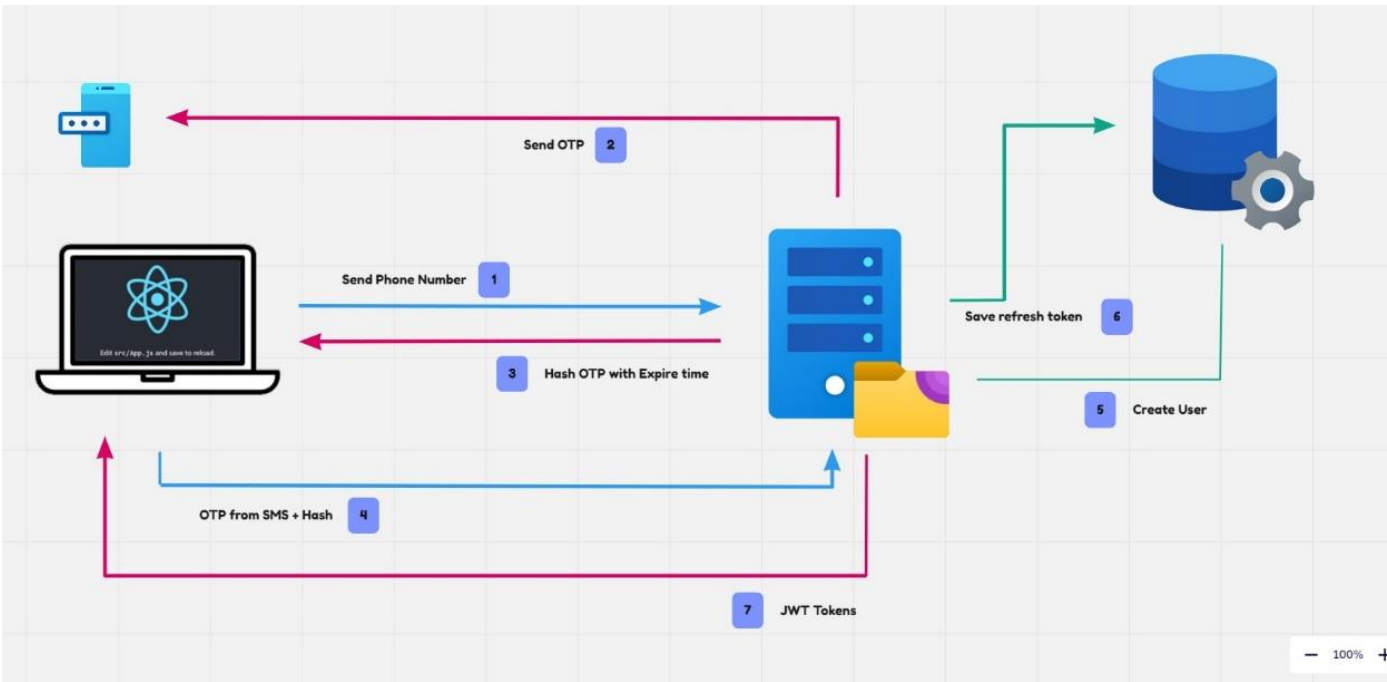 Send OTP 2
Send Phone Number 1
Save refresh token 6
Edit src/App.js and save to reload.
3 Hash OTP with Expire time
5 Create User
OTP from SMS + Hash 4
7 JWT Tokens
− 100% +